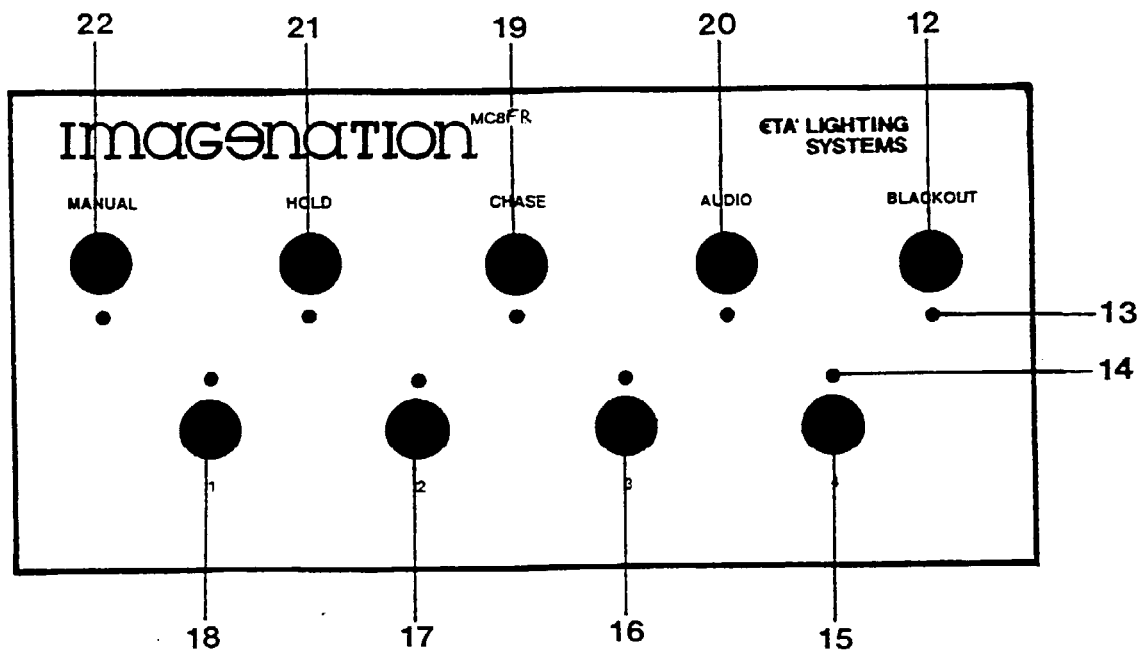 22 21 19 20 12
IMAGENATION MC8FR
ETA' LIGHTING
SYSTEMS
MANUAL HOLD CHASE AUDIO BLACKOUT
13
14
1 2 3 4
18 17 16 15